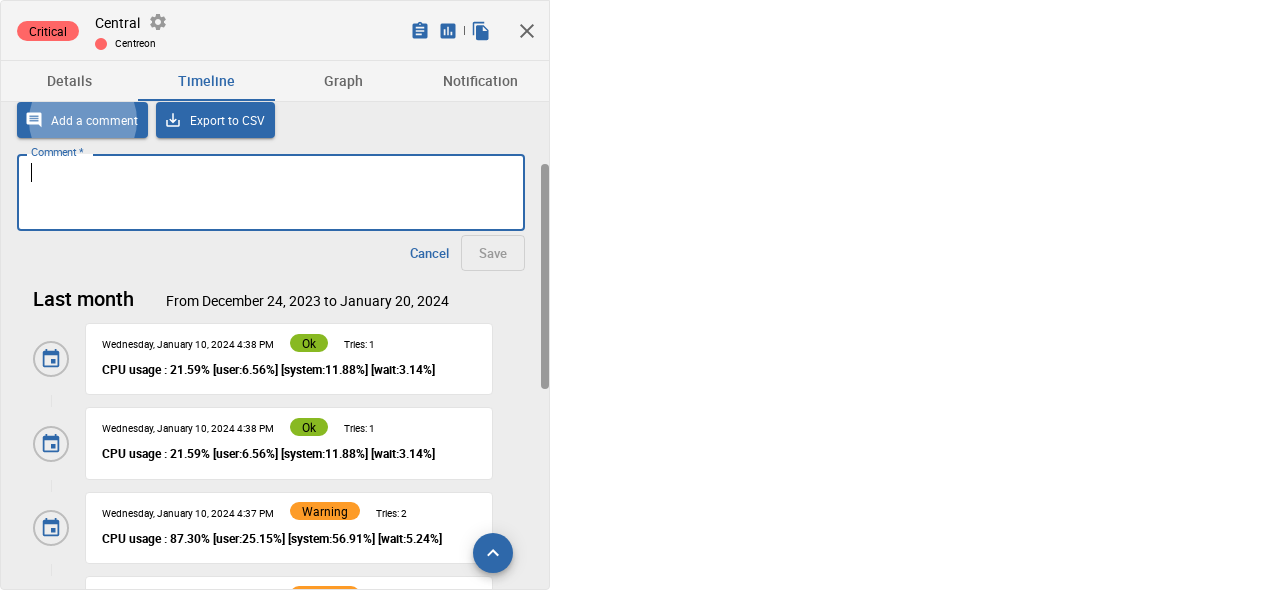 Critical
Central
Centreon
Details
Timeline
Graph
Notification
Add a comment
Export to CSV
Comment *
Cancel
Save
Last month
From December 24, 2023 to January 20, 2024
Wednesday, January 10, 2024 4:38 PM
Ok
Tries: 1
CPU usage : 21.59% [user:6.56%] [system:11.88%] [wait:3.14%]
Wednesday, January 10, 2024 4:38 PM
Ok
Tries: 1
CPU usage : 21.59% [user:6.56%] [system:11.88%] [wait:3.14%]
Wednesday, January 10, 2024 4:37 PM
Warning
Tries: 2
CPU usage : 87.30% [user:25.15%] [system:56.91%] [wait:5.24%]